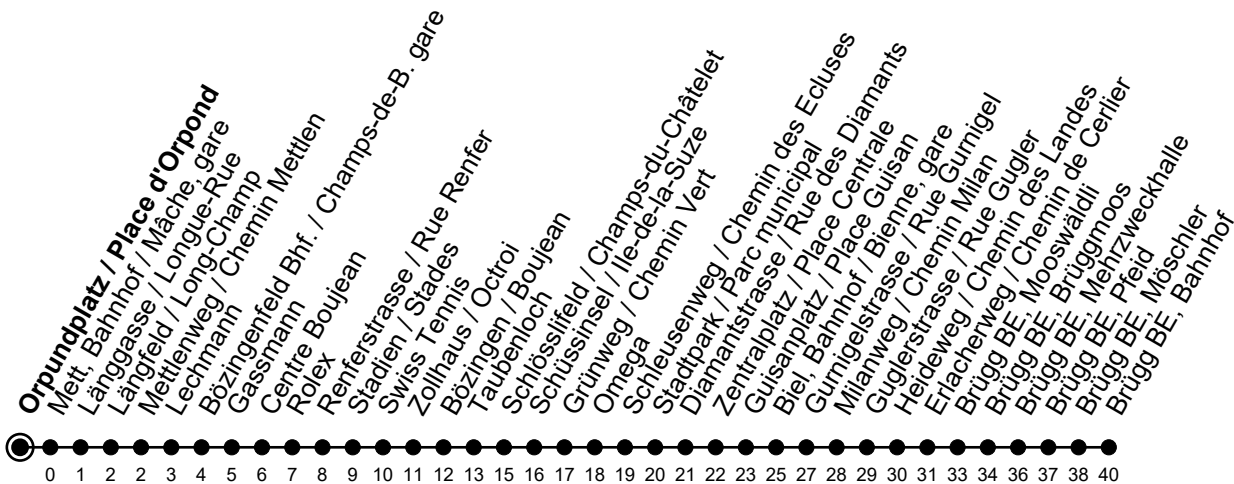 Orpundplatz / Place d'Orpond
Mett, Bahnhof / Mâche, gare
Länggasse / Longue-Rue
Längfeld / Long-Champ
Mettlenweg / Chemin Mettlen
Lechmann
Bözingenfeld Bhf. / Champs-de-B. gare
Gassmann
Centre Boujean
Rolex
Renferstrasse / Rue Renfer
Stadien / Stades
Swiss Tennis
Zollhaus / Octroi
Bözingen / Boujean
Taubenloch
Schlösslifeld / Champs-du-Châtelet
Schüssinsel / Ile-de-la-Suze
Grünweg / Chemin Vert
Omega
Schleusenweg / Chemin des Ecluses
Stadtpark / Parc municipal
Diamantstrasse / Rue des Diamants
Zentralplatz / Place Centrale
Guisanplatz / Place Guisan
Biel, Bahnhof / Bienne, gare
Gurnigelstrasse / Rue Gurnigel
Milanweg / Chemin Milan
Guglerstrasse / Rue Gugler
Heideweg / Chemin des Landes
Erlacherweg / Chemin de Cerlier
Brügg BE, Mooswäldli
Brügg BE, Brüggmoos
Brügg BE, Mehrzweckhalle
Brügg BE, Pfeid
Brügg BE, Möschler
Brügg BE, Bahnhof
0 1 2 2 3 4 5 6 7 8 9 10 11 12 13 15 16 17 18 19 20 21 22 23 25 27 28 29 30 31 33 34 36 37 38 40